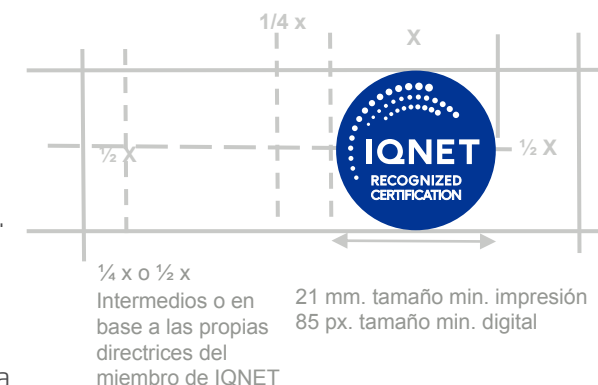 1/4 x
X
½ X
½ X
IQNET
RECOGNIZED
CERTIFICATION
¼ x o ½ x
Intermedios o en
base a las propias
directrices del
miembro de IQNET
21 mm. tamaño min. impresión
85 px. tamaño min. digital
a